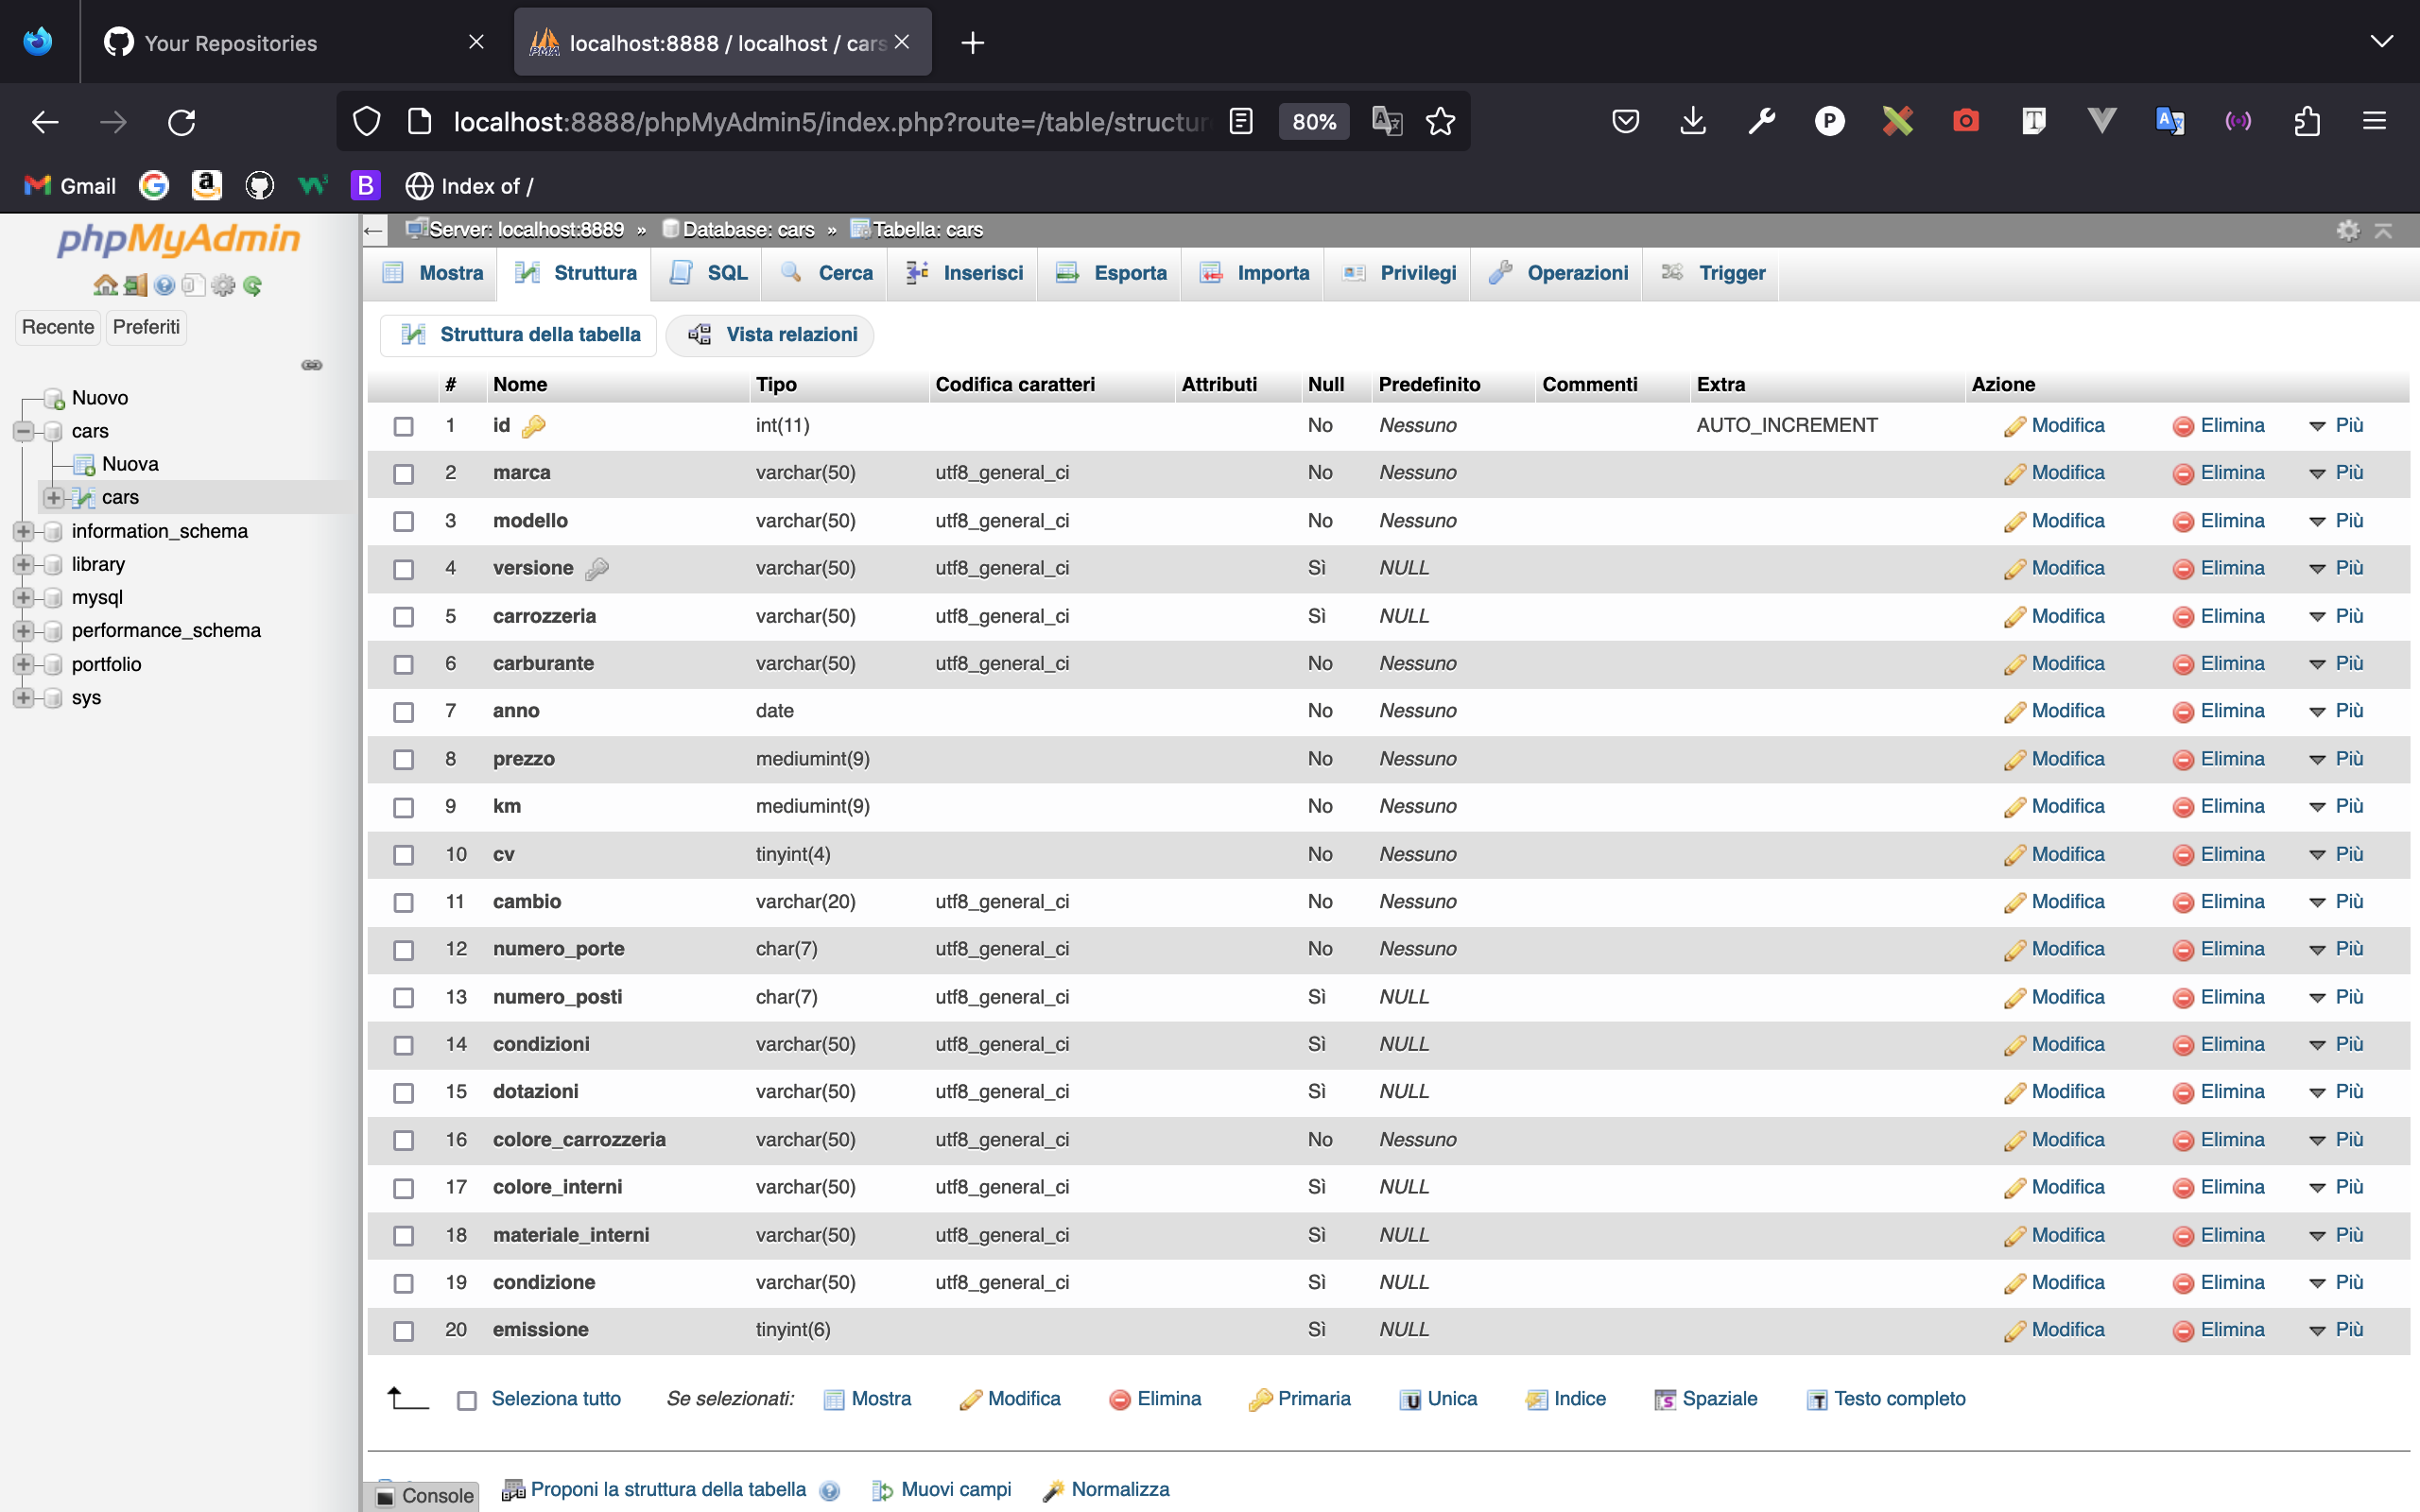 Your Repositories
localhost:8888 / localhost / cars
localhost:8888/phpMyAdmin5/index.php?route=/table/structur
80%
Gmail
Index of /
phpMyAdmin
Recente Preferiti
Nuovo
cars
Nuova
cars
information_schema
library
mysql
performance_schema
portfolio
sys
Server: localhost:8889 » Database: cars » Tabella: cars
Mostra Struttura SQL Cerca Inserisci Esporta Importa Privilegi Operazioni Trigger
Struttura della tabella Vista relazioni
# Nome Tipo Codifica caratteri Attributi Null Predefinito Commenti Extra Azione
1 id int(11) No Nessuno AUTO_INCREMENT Modifica Elimina Più
2 marca varchar(50) utf8_general_ci No Nessuno Modifica Elimina Più
3 modello varchar(50) utf8_general_ci No Nessuno Modifica Elimina Più
4 versione varchar(50) utf8_general_ci Sì NULL Modifica Elimina Più
5 carrozzeria varchar(50) utf8_general_ci Sì NULL Modifica Elimina Più
6 carburante varchar(50) utf8_general_ci No Nessuno Modifica Elimina Più
7 anno date No Nessuno Modifica Elimina Più
8 prezzo mediumint(9) No Nessuno Modifica Elimina Più
9 km mediumint(9) No Nessuno Modifica Elimina Più
10 cv tinyint(4) No Nessuno Modifica Elimina Più
11 cambio varchar(20) utf8_general_ci No Nessuno Modifica Elimina Più
12 numero_porte char(7) utf8_general_ci No Nessuno Modifica Elimina Più
13 numero_posti char(7) utf8_general_ci Sì NULL Modifica Elimina Più
14 condizioni varchar(50) utf8_general_ci Sì NULL Modifica Elimina Più
15 dotazioni varchar(50) utf8_general_ci Sì NULL Modifica Elimina Più
16 colore_carrozzeria varchar(50) utf8_general_ci No Nessuno Modifica Elimina Più
17 colore_interni varchar(50) utf8_general_ci Sì NULL Modifica Elimina Più
18 materiale_interni varchar(50) utf8_general_ci Sì NULL Modifica Elimina Più
19 condizione varchar(50) utf8_general_ci Sì NULL Modifica Elimina Più
20 emissione tinyint(6) Sì NULL Modifica Elimina Più
Seleziona tutto Se selezionati: Mostra Modifica Elimina Primaria Unica Indice Spaziale Testo completo
Console Proponi la struttura della tabella Muovi campi Normalizza